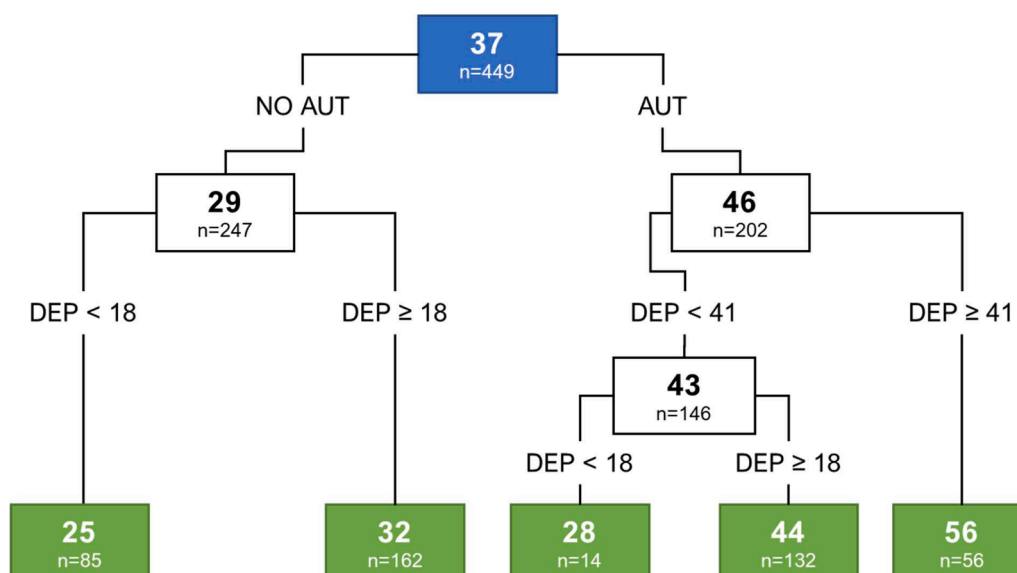 37
n=449
NO AUT
AUT
29
n=247
46
n=202
DEP < 18
DEP ≥ 18
DEP < 41
DEP ≥ 41
43
n=146
DEP < 18
DEP ≥ 18
25
n=85
32
n=162
28
n=14
44
n=132
56
n=56